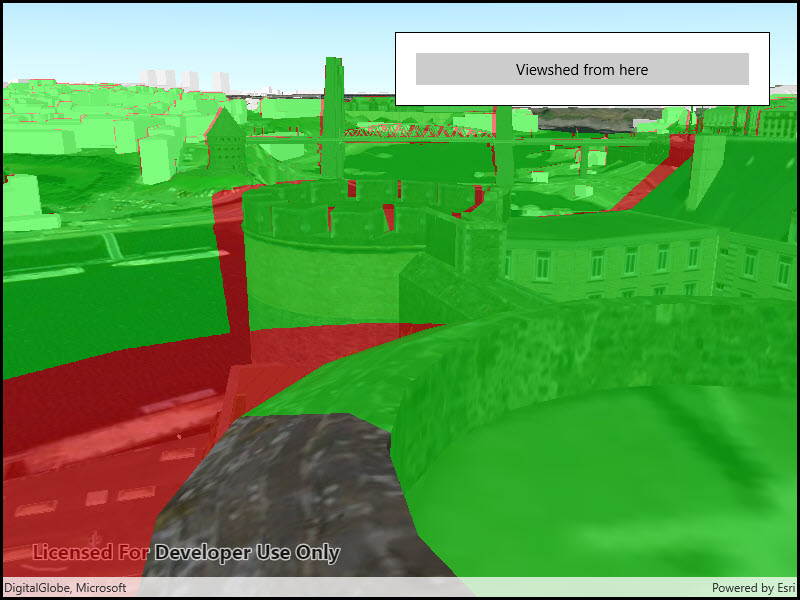 Viewshed from here
Licensed For Developer Use Only
DigitalGlobe, Microsoft
Powered by Esri